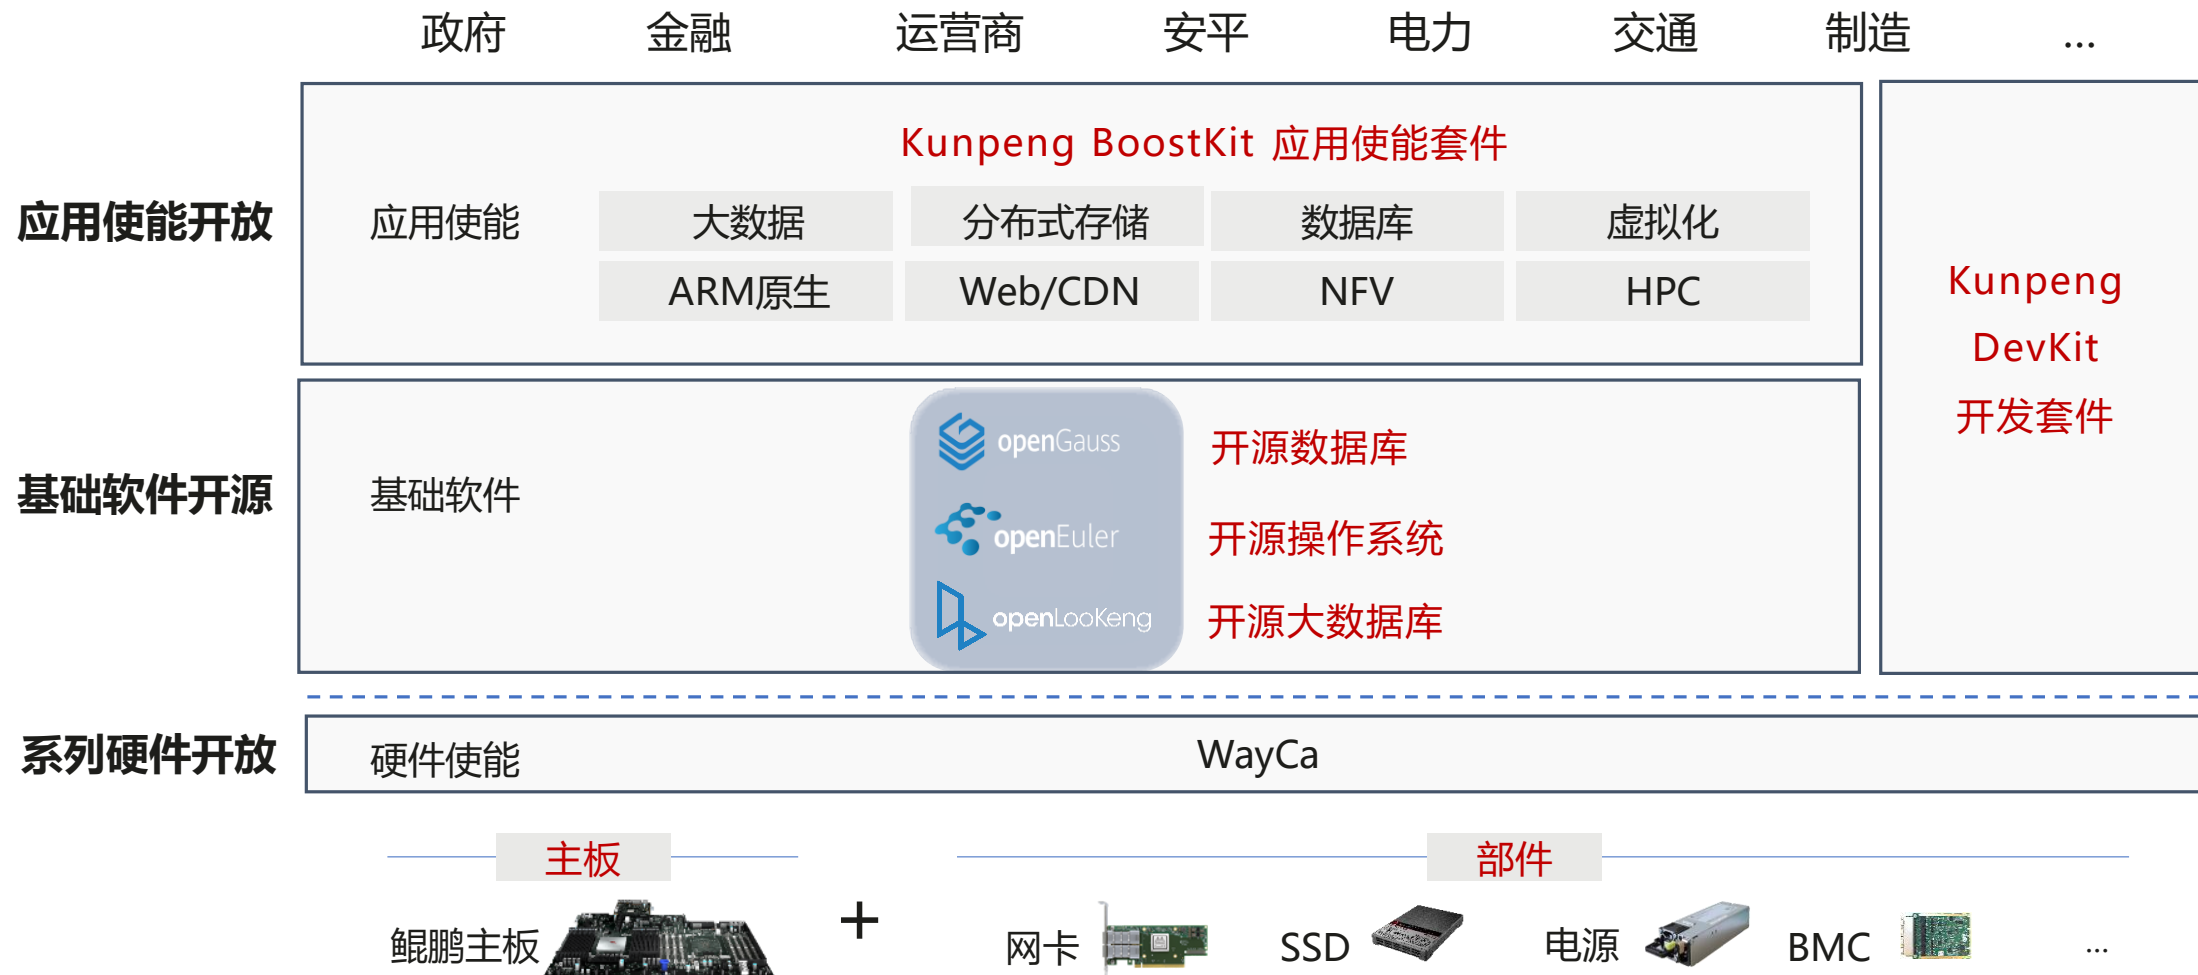 政府 金融 运营商 安平 电力 交通 制造 ...
Kunpeng BoostKit 应用使能套件
应用使能开放 应用使能 大数据 分布式存储 数据库 虚拟化
ARM原生 Web/CDN NFV HPC
Kunpeng
DevKit
开发套件
基础软件开源 基础软件
openGauss 开源数据库
openEuler 开源操作系统
openLooKeng 开源大数据库
系列硬件开放 硬件使能 WayCa
主板 部件
鲲鹏主板 + 网卡 SSD 电源 BMC ...